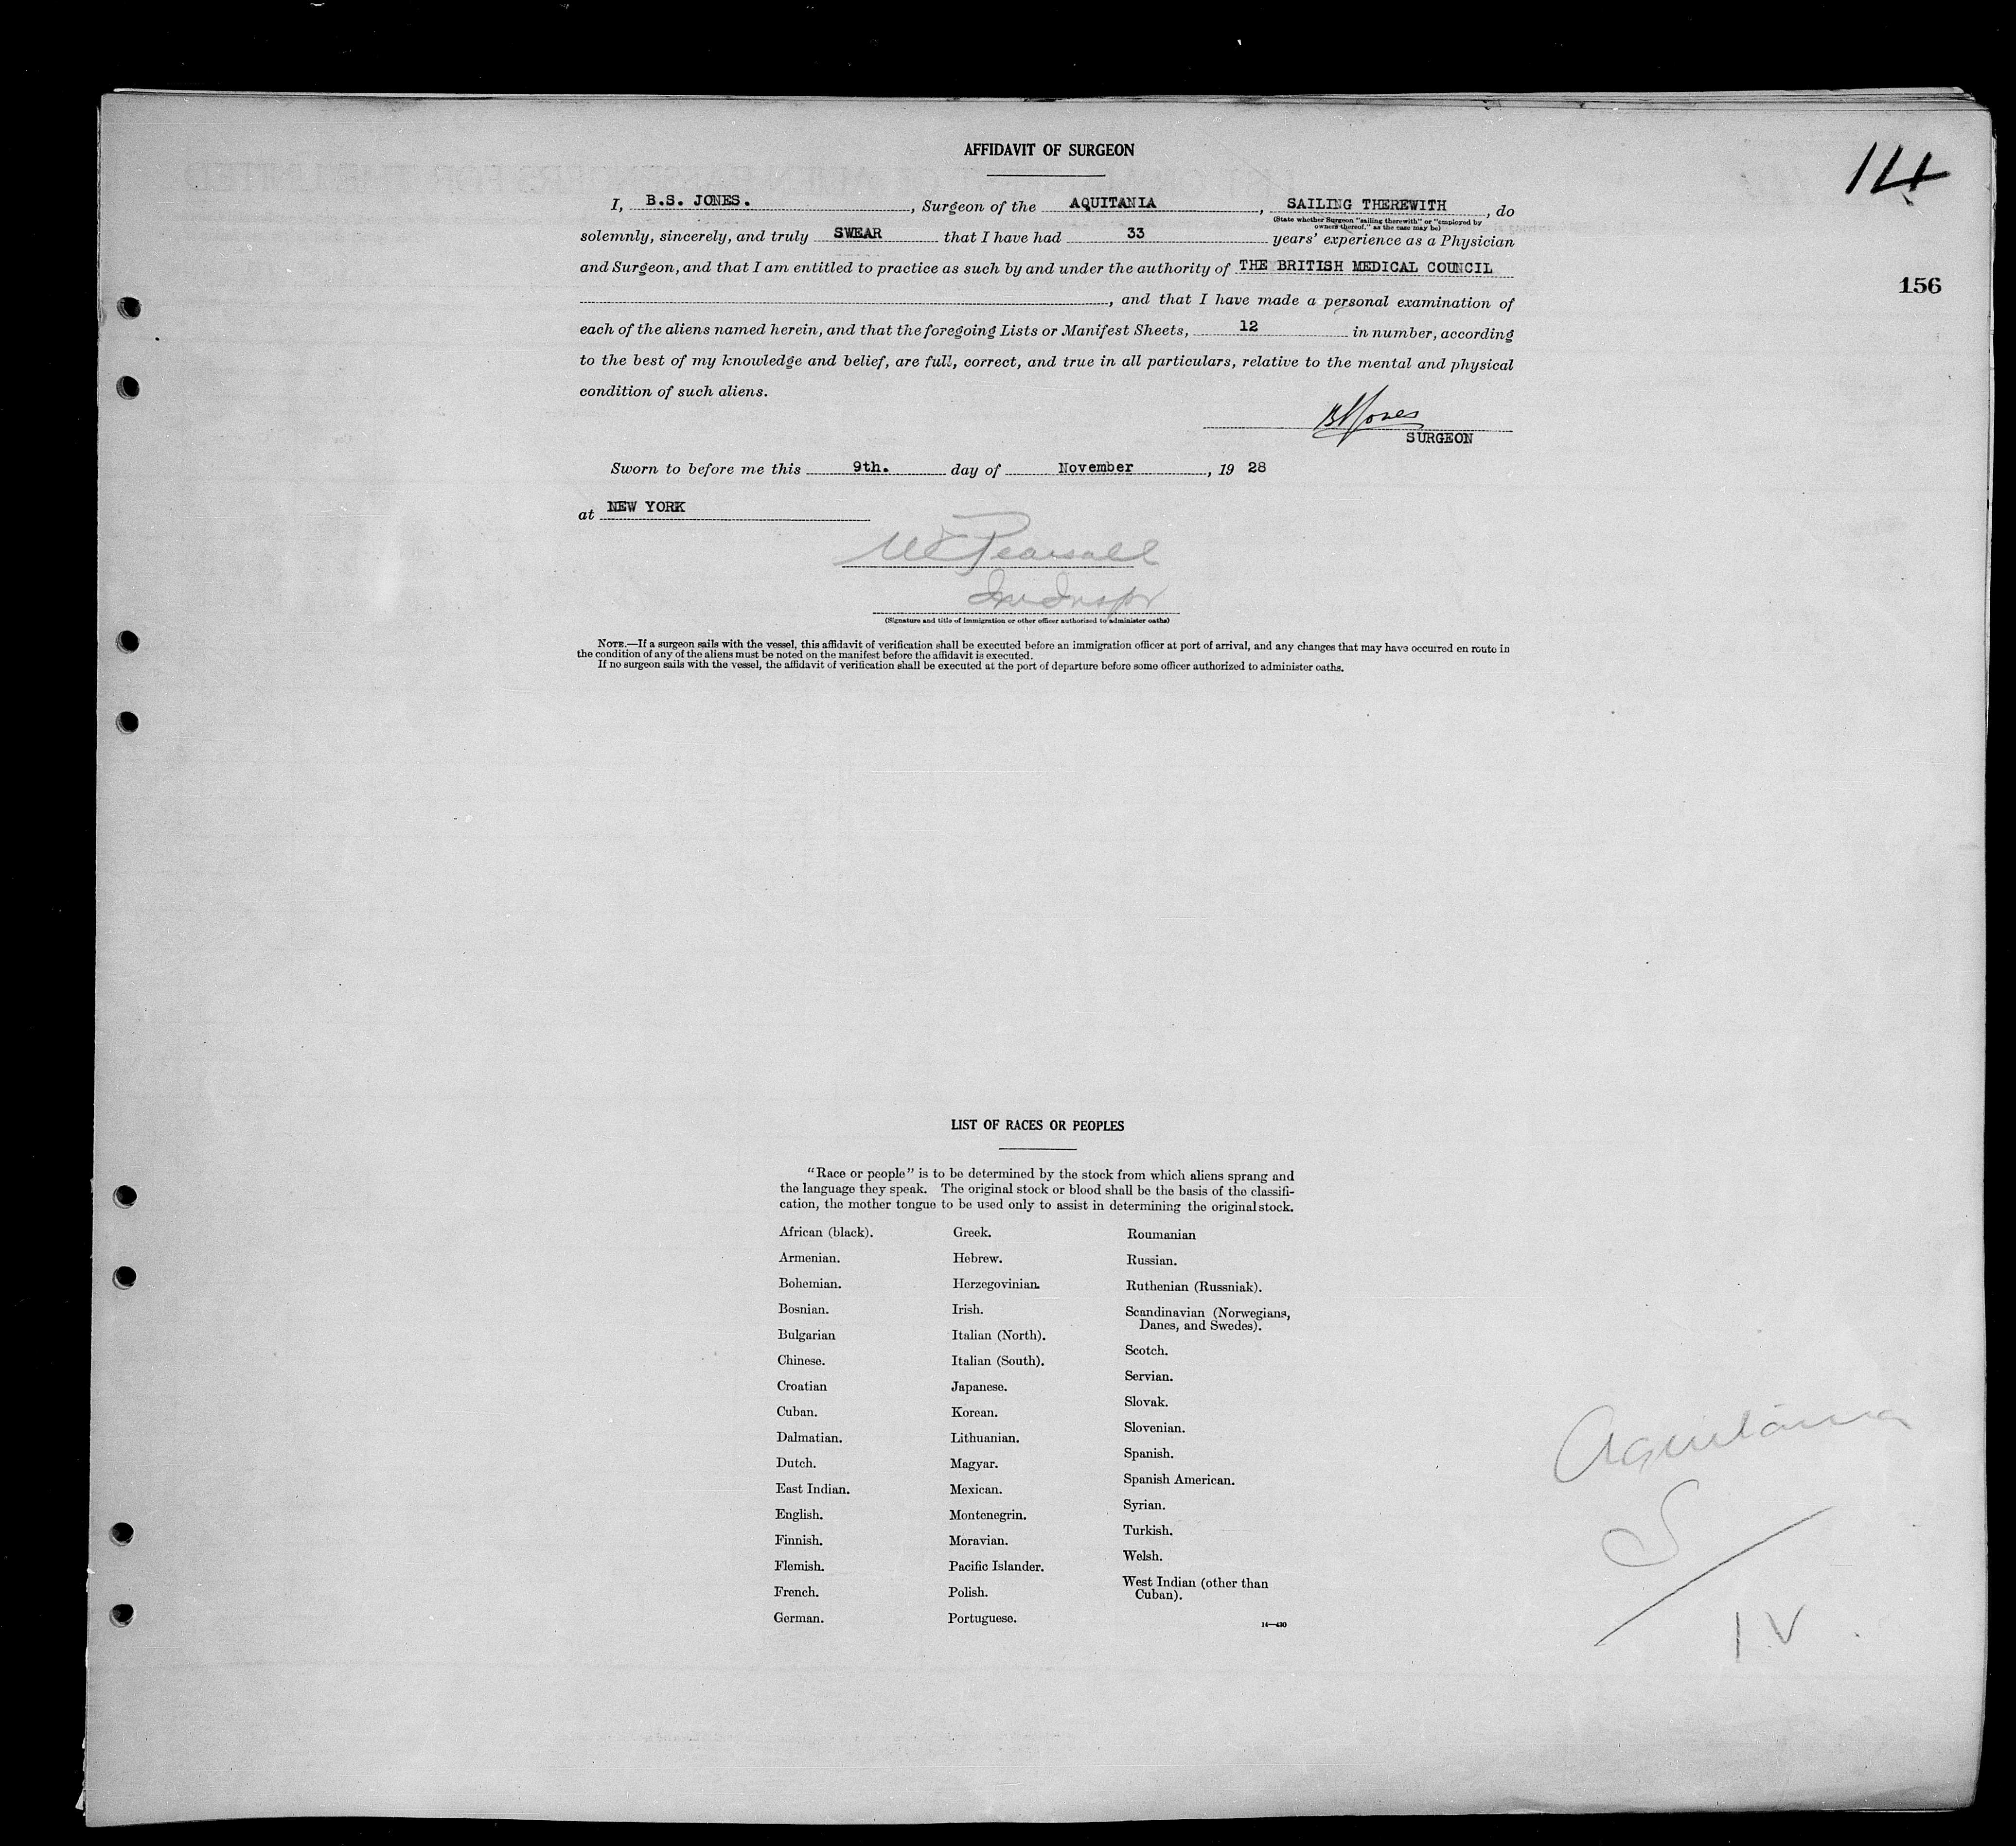 AFFIDAVIT OF SURGEON
114
I, B.S. JONES. , Surgeon of the AQUITANIA , SAILING THEREWITH , do
(State whether Surgeon "sailing therewith" or "employed by
owners thereof," as the case may be)
solemnly, sincerely, and truly SWEAR that I have had 33 years' experience as a Physician
and Surgeon, and that I am entitled to practice as such by and under the authority of THE BRITISH MEDICAL COUNCIL
156
, and that I have made a personal examination of
each of the aliens named herein, and that the foregoing Lists or Manifest Sheets, 12 in number, according
to the best of my knowledge and belief, are full, correct, and true in all particulars, relative to the mental and physical
condition of such aliens.
BSJones
SURGEON
Sworn to before me this 9th. day of November , 19 28
at NEW YORK
Pearsall
Im Inspr
(Signature and title of immigration or other officer authorized to administer oaths)
NOTE.—If a surgeon sails with the vessel, this affidavit of verification shall be executed before an immigration officer at port of arrival, and any changes that may have occurred en route in
the condition of any of the aliens must be noted on the manifest before the affidavit is executed.
If no surgeon sails with the vessel, the affidavit of verification shall be executed at the port of departure before some officer authorized to administer oaths.
LIST OF RACES OR PEOPLES
"Race or people" is to be determined by the stock from which aliens sprang and
the language they speak. The original stock or blood shall be the basis of the classifi-
cation, the mother tongue to be used only to assist in determining the original stock.
African (black).
Armenian.
Bohemian.
Bosnian.
Bulgarian
Chinese.
Croatian
Cuban.
Dalmatian.
Dutch.
East Indian.
English.
Finnish.
Flemish.
French.
German.
Greek.
Hebrew.
Herzegovinian.
Irish.
Italian (North).
Italian (South).
Japanese.
Korean.
Lithuanian.
Magyar.
Mexican.
Montenegrin.
Moravian.
Pacific Islander.
Polish.
Portuguese.
Roumanian
Russian.
Ruthenian (Russniak).
Scandinavian (Norwegians,
Danes, and Swedes).
Scotch.
Servian.
Slovak.
Slovenian.
Spanish.
Spanish American.
Syrian.
Turkish.
Welsh.
West Indian (other than
Cuban).
14—430
Aquitania
S
IV